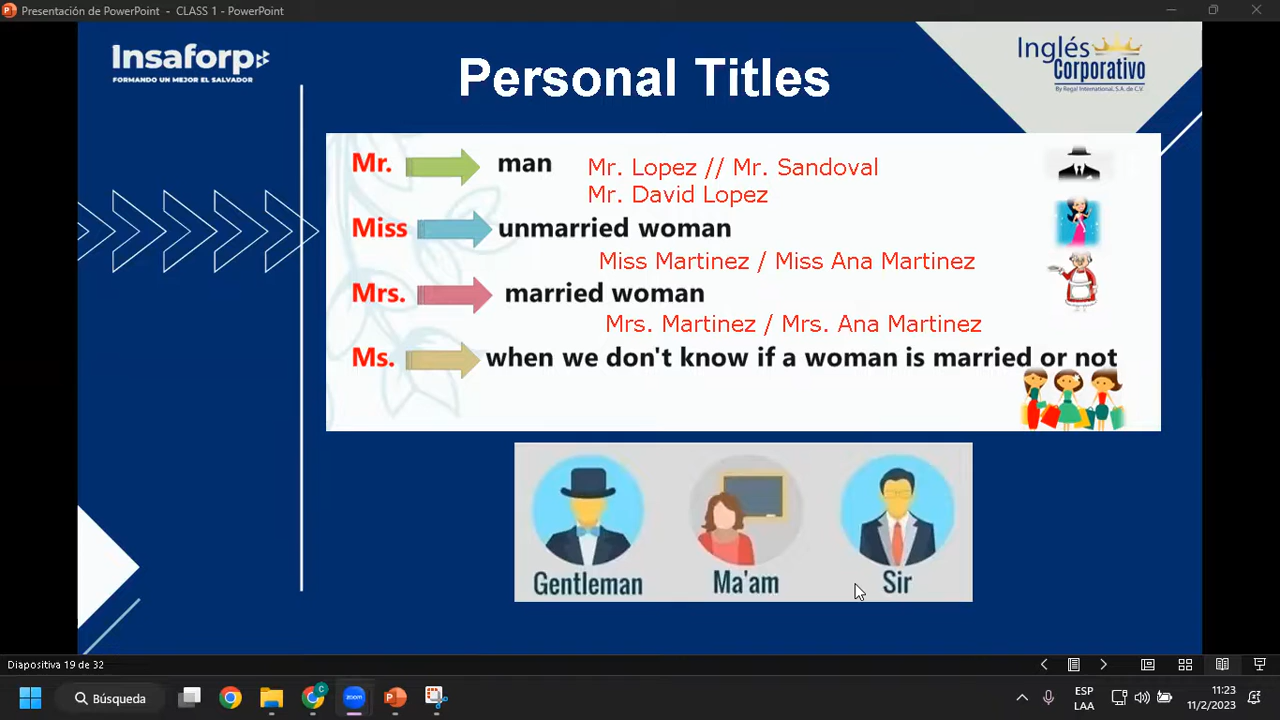 Presentación de PowerPoint - CLASS 1 - PowerPoint
Insaforp
FORMANDO UN MEJOR EL SALVADOR
Personal Titles
Inglés
Corporativo
By Regal International, S.A. de C.V.
Mr. man Mr. Lopez // Mr. Sandoval
Mr. David Lopez
Miss unmarried woman
Miss Martinez / Miss Ana Martinez
Mrs. married woman
Mrs. Martinez / Mrs. Ana Martinez
Ms. when we don't know if a woman is married or not
Gentleman Ma'am Sir
Diapositiva 19 de 32
Búsqueda
zoom
ESP
LAA
11:23
11/2/2023